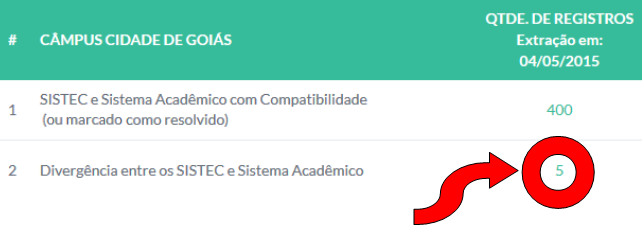 # CÂMPUS CIDADE DE GOIÁS
QTDE. DE REGISTROS
Extração em:
04/05/2015
1 SISTEC e Sistema Acadêmico com Compatibilidade
(ou marcado como resolvido)
400
2 Divergência entre os SISTEC e Sistema Acadêmico 5